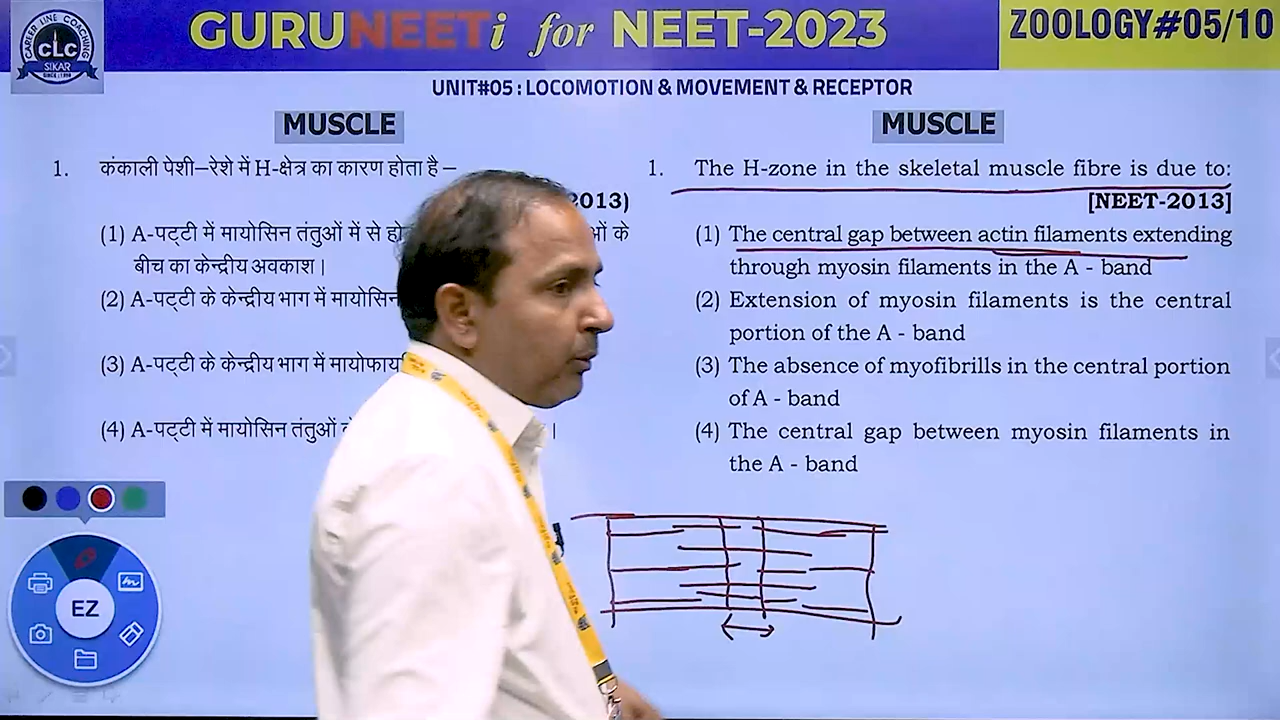 CAREER LINE COACHING
CLC
SIKAR
SINCE : 1996
GURUNEETi for NEET-2023
ZOOLOGY#05/10
UNIT#05 : LOCOMOTION & MOVEMENT & RECEPTOR
MUSCLE
1. कंकाली पेशी–रेशे में H-क्षेत्र का कारण होता है –
2013)
(1) A-पट्टी में मायोसिन तंतुओं में से हो
ओं के
बीच का केन्द्रीय अवकाश।
(2) A-पट्टी के केन्द्रीय भाग में मायोसिन
(3) A-पट्टी के केन्द्रीय भाग में
(4) A-पट्टी में मायोसिन तंतुओं
MUSCLE
1. The H-zone in the skeletal muscle fibre is due to:
[NEET-2013]
(1) The central gap between actin filaments extending
through myosin filaments in the A - band
(2) Extension of myosin filaments is the central
portion of the A - band
(3) The absence of myofibrills in the central portion
of A - band
(4) The central gap between myosin filaments in
the A - band
EZ